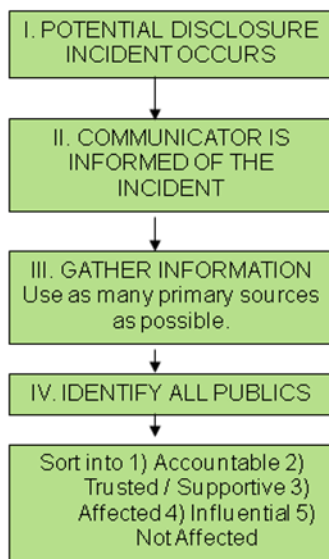 I. POTENTIAL DISCLOSURE
INCIDENT OCCURS
II. COMMUNICATOR IS
INFORMED OF THE
INCIDENT
III. GATHER INFORMATION
Use as many primary sources
as possible.
IV. IDENTIFY ALL PUBLICS
Sort into 1) Accountable 2)
Trusted / Supportive 3)
Affected 4) Influential 5)
Not Affected